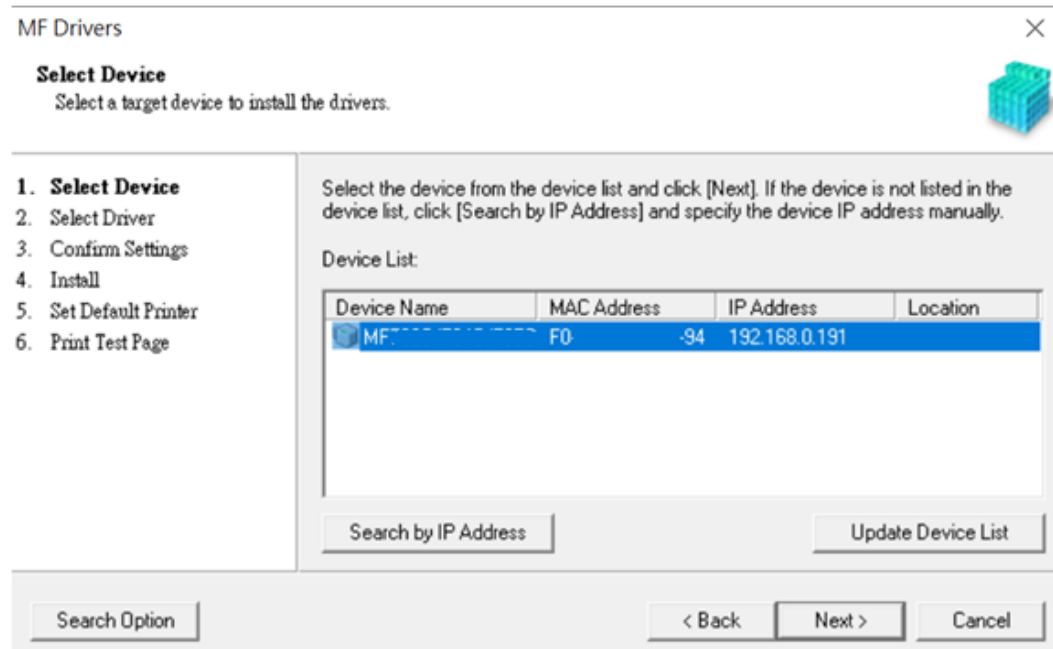 MF Drivers
Select Device
Select a target device to install the drivers.
1. Select Device
2. Select Driver
3. Confirm Settings
4. Install
5. Set Default Printer
6. Print Test Page
Select the device from the device list and click [Next]. If the device is not listed in the
device list, click [Search by IP Address] and specify the device IP address manually.
Device List:
Device Name MAC Address IP Address Location
MF F0- -94 192.168.0.191
Search by IP Address Update Device List
Search Option < Back Next > Cancel